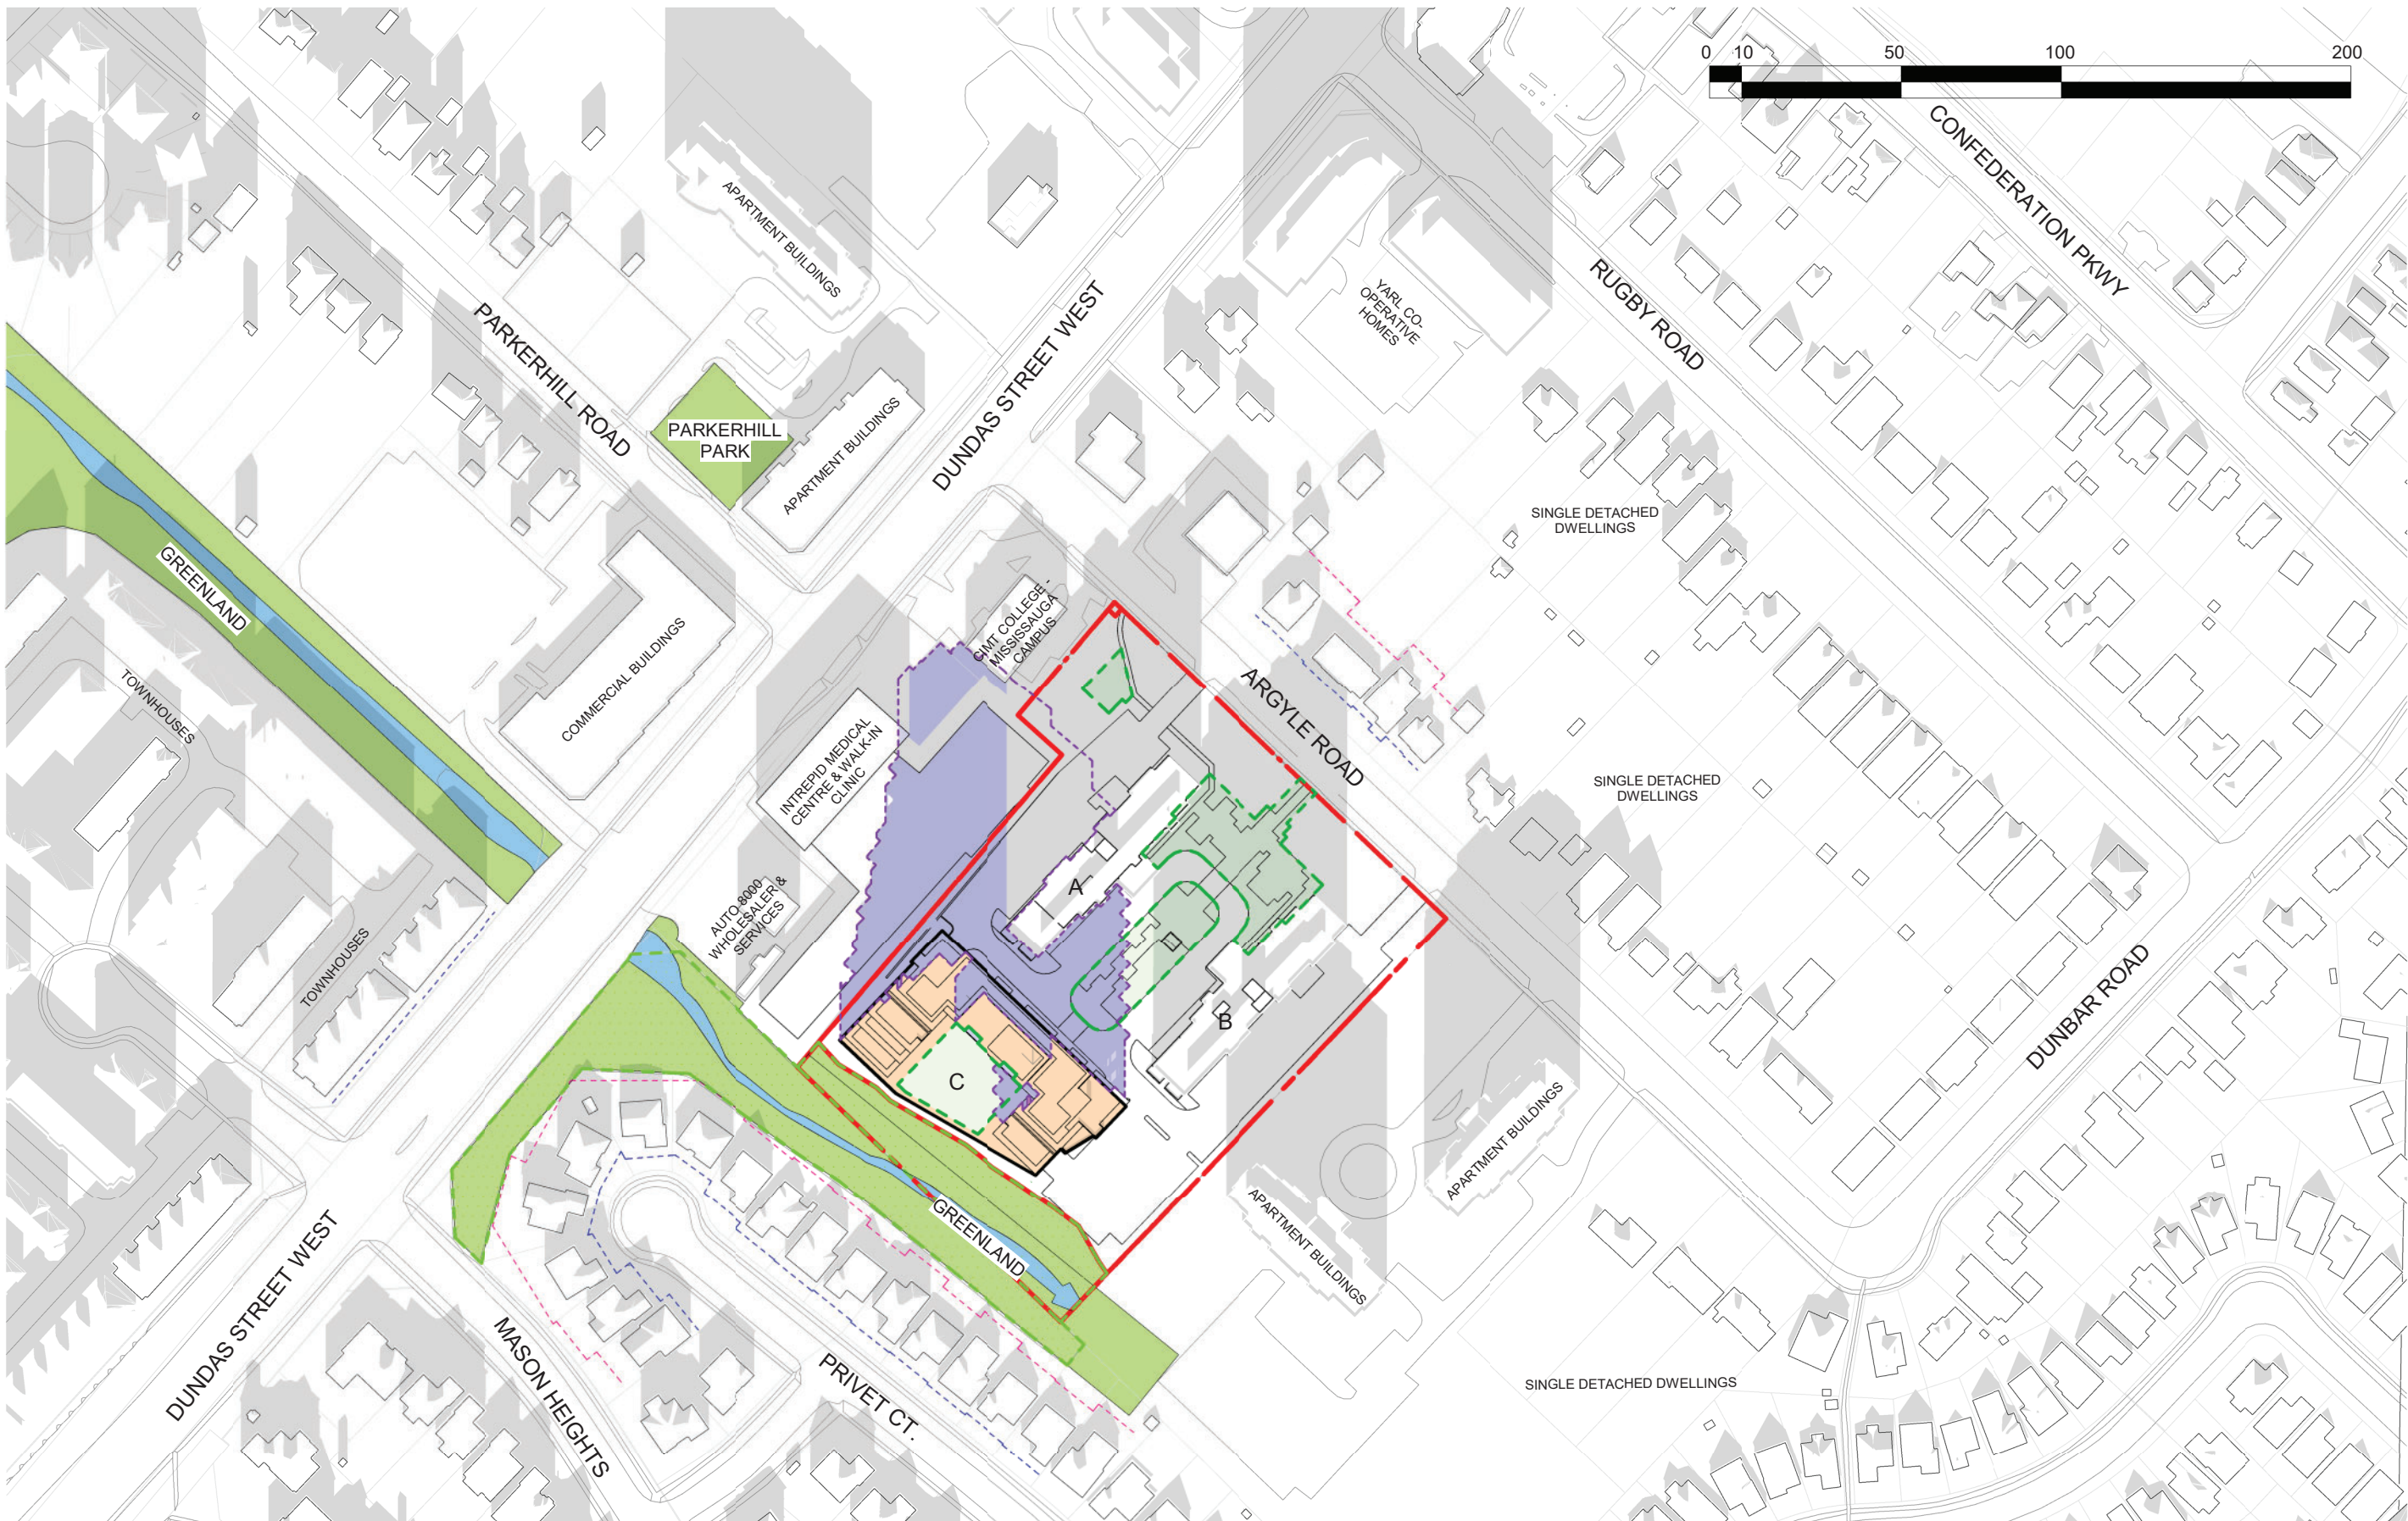 0 10 50 100 200
CONFEDERATION PKWY
APARTMENT BUILDINGS
YARL CO-
OPERATIVE
HOMES
RUGBY ROAD
PARKERHILL ROAD
DUNDAS STREET WEST
PARKERHILL
PARK
APARTMENT BUILDINGS
SINGLE DETACHED
DWELLINGS
GREENLAND
CIMT COLLEGE -
MISSISSAUGA
CAMPUS
COMMERCIAL BUILDINGS
TOWNHOUSES
ARGYLE ROAD
INTREPID MEDICAL
CENTRE & WALK-IN
CLINIC
SINGLE DETACHED
DWELLINGS
A
AUTO 8000
WHOLESALER &
SERVICES
TOWNHOUSES
B
DUNBAR ROAD
C
APARTMENT BUILDINGS
APARTMENT BUILDINGS
GREENLAND
DUNDAS STREET WEST
MASON HEIGHTS
PRIVET CT.
SINGLE DETACHED DWELLINGS